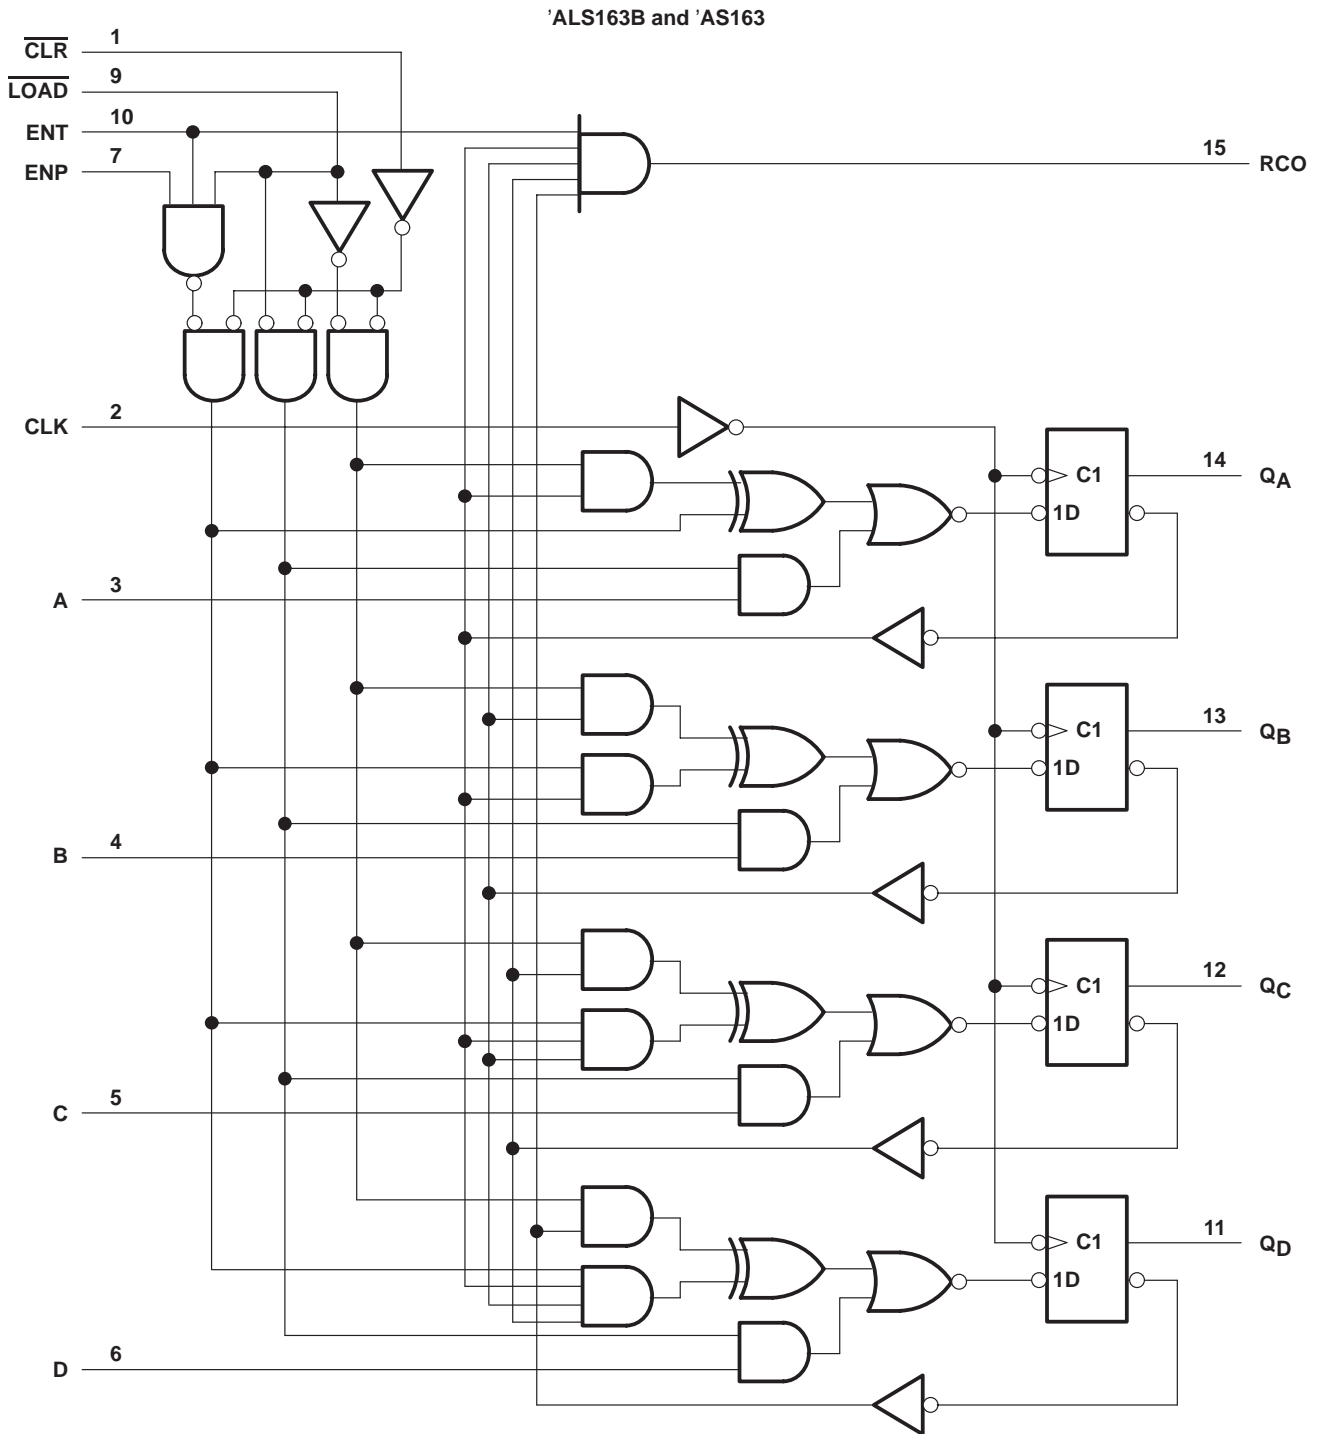 ’ALS163B and ’AS163
CLR 1
LOAD 9
ENT 10
ENP 7
15 RCO
CLK 2
C1
14 QA
1D
A 3
C1
13 QB
1D
B 4
C1
12 QC
1D
C 5
C1
11 QD
1D
D 6